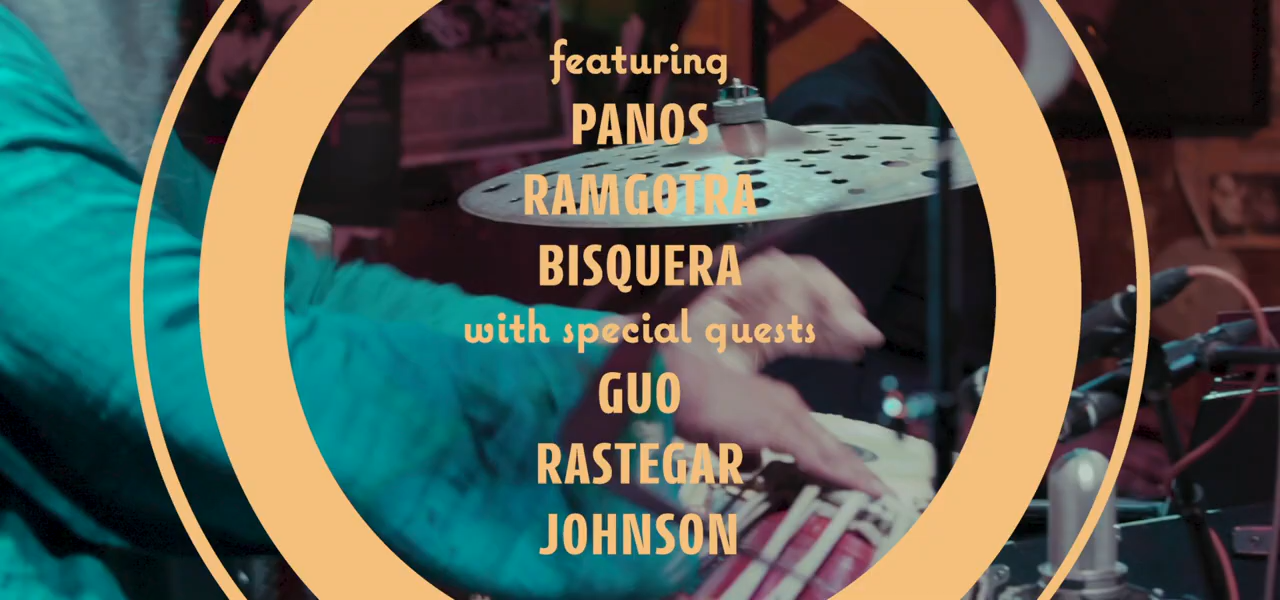 featuring
PANOS
RAMGOTRA
BISQUERA
with special guests
GUO
RASTEGAR
JOHNSON